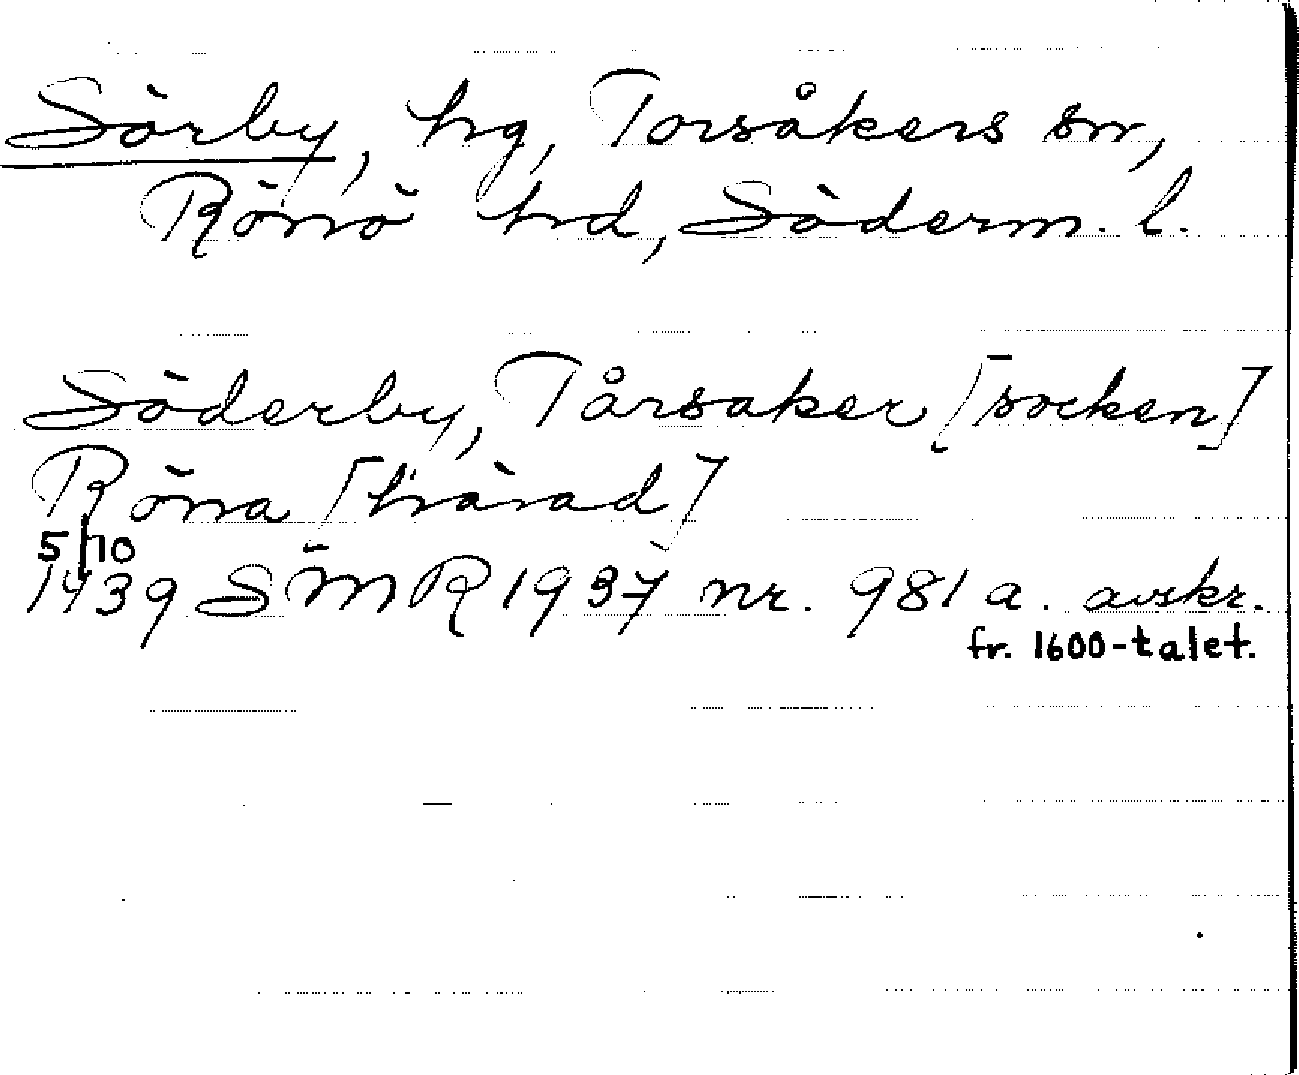 Sörby, hg, Torsåkers sn,
Rönö hd, Söderm. l.
Söderby, Tårsaker [socken]
Röna [härad]
5/10
1439 SMR 1937 nr. 981 a. avskr.
fr. 1600-talet.